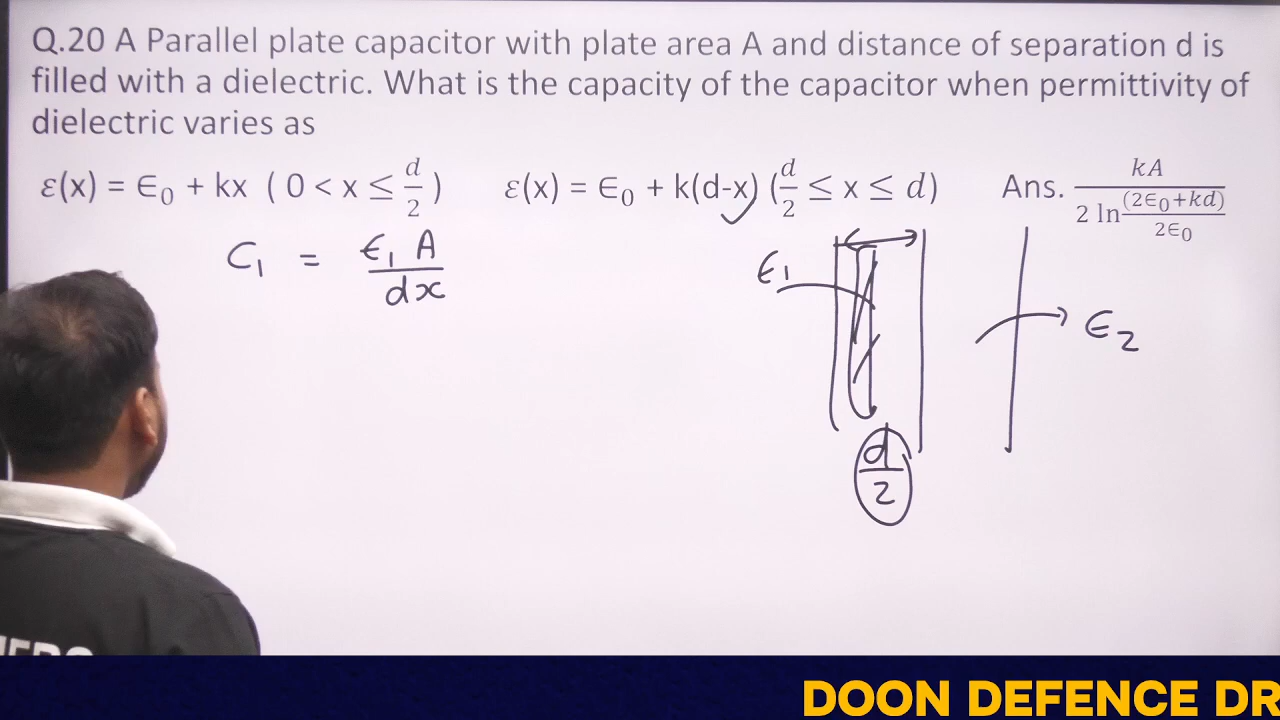 Q.20 A Parallel plate capacitor with plate area A and distance of separation d is
filled with a dielectric. What is the capacity of the capacitor when permittivity of
dielectric varies as
ε(x) = ∈₀ + kx ( 0 < x ≤ d/2 ) ε(x) = ∈₀ + k(d-x) (d/2 ≤ x ≤ d) Ans. kA / 2 ln (2∈₀+kd)/2∈₀
C₁ = ∈₁ A / dx
∈₁
∈₂
d/2
DOON DEFENCE DR